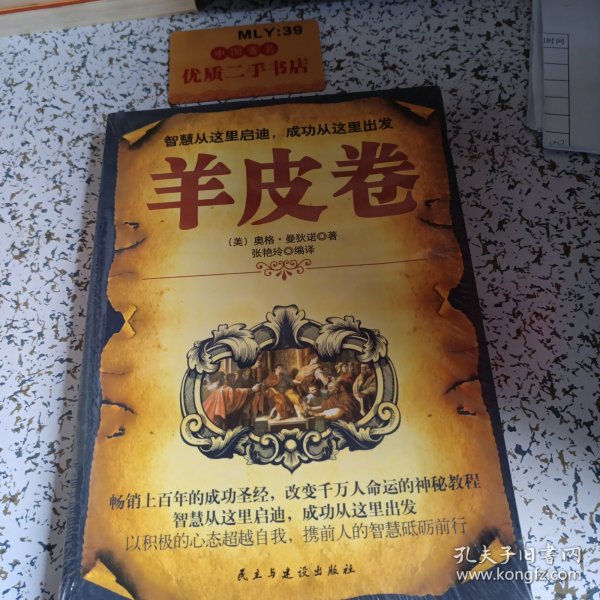 MLY:39
中国著名
优质二手书店
智慧从这里启迪，成功从这里出发
羊皮卷
（美）奥格·曼狄诺◎著
张艳玲◎编译
畅销上百年的成功圣经，改变千万人命运的神秘教程
智慧从这里启迪，成功从这里出发
以积极的心态超越自我，携前人的智慧砥砺前行
民主与建设出版社
孔夫子旧书网
www.kongfz.com